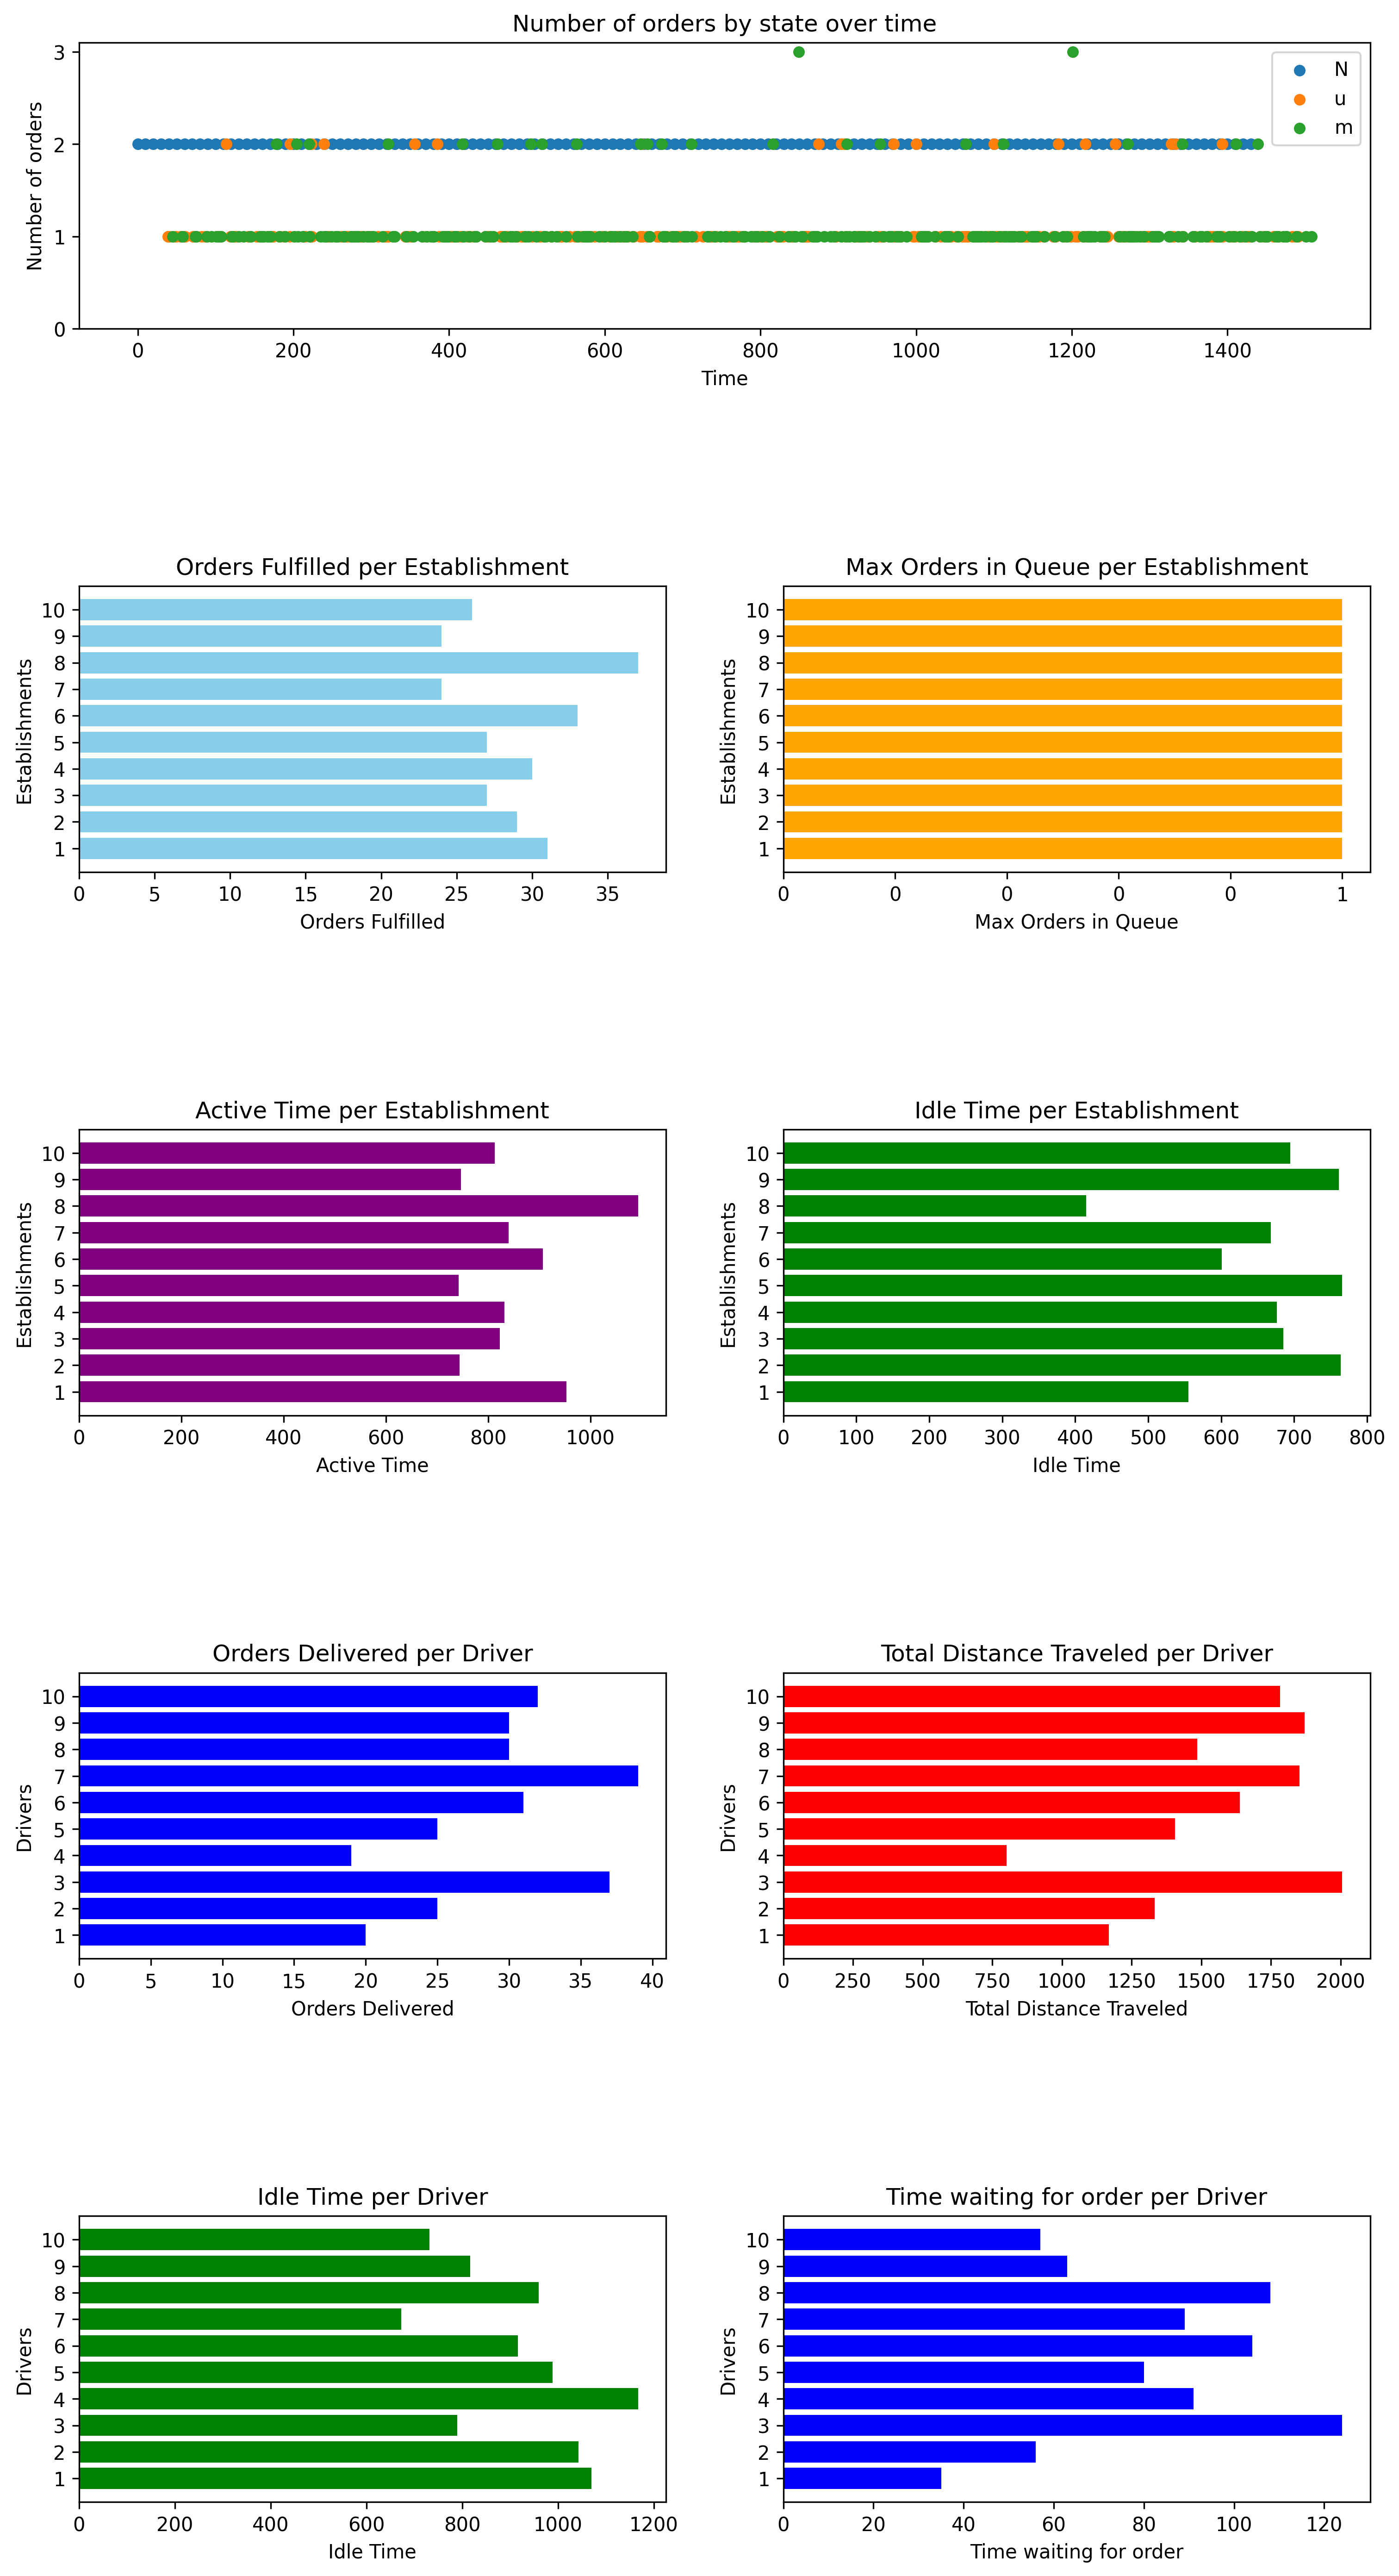 Number of orders by state over time
Number of orders
3
2
1
0
N
u
m
0 200 400 600 800 1000 1200 1400
Time
Orders Fulfilled per Establishment
Establishments
10
9
8
7
6
5
4
3
2
1
0 5 10 15 20 25 30 35
Orders Fulfilled
Max Orders in Queue per Establishment
Establishments
10
9
8
7
6
5
4
3
2
1
0 0 0 0 0 1
Max Orders in Queue
Active Time per Establishment
Establishments
10
9
8
7
6
5
4
3
2
1
0 200 400 600 800 1000
Active Time
Idle Time per Establishment
Establishments
10
9
8
7
6
5
4
3
2
1
0 100 200 300 400 500 600 700 800
Idle Time
Orders Delivered per Driver
Drivers
10
9
8
7
6
5
4
3
2
1
0 5 10 15 20 25 30 35 40
Orders Delivered
Total Distance Traveled per Driver
Drivers
10
9
8
7
6
5
4
3
2
1
0 250 500 750 1000 1250 1500 1750 2000
Total Distance Traveled
Idle Time per Driver
Drivers
10
9
8
7
6
5
4
3
2
1
0 200 400 600 800 1000 1200
Idle Time
Time waiting for order per Driver
Drivers
10
9
8
7
6
5
4
3
2
1
0 20 40 60 80 100 120
Time waiting for order